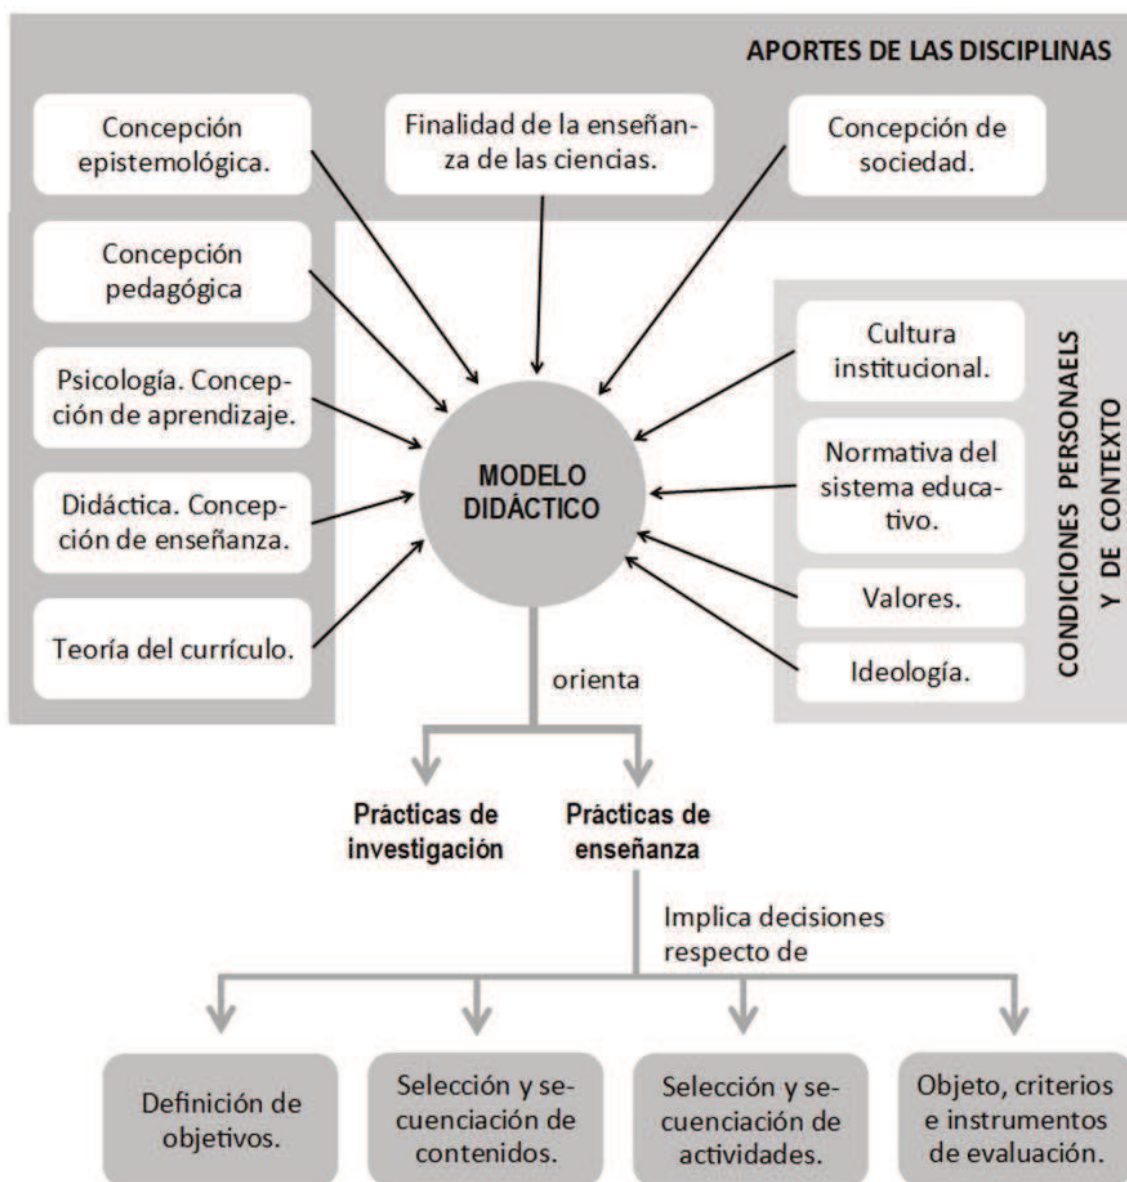 APORTES DE LAS DISCIPLINAS
Concepción
epistemológica.
Finalidad de la enseñan-
za de las ciencias.
Concepción de
sociedad.
Concepción
pedagógica
Psicología. Concep-
ción de aprendizaje.
Didáctica. Concep-
ción de enseñanza.
Teoría del currículo.
MODELO
DIDÁCTICO
Cultura
institucional.
Normativa del
sistema educa-
tivo.
Valores.
Ideología.
CONDICIONES PERSONAELS
Y DE CONTEXTO
orienta
Prácticas de
investigación
Prácticas de
enseñanza
Implica decisiones
respecto de
Definición de
objetivos.
Selección y se-
cuenciación de
contenidos.
Selección y se-
cuenciación de
actividades.
Objeto, criterios
e instrumentos
de evaluación.